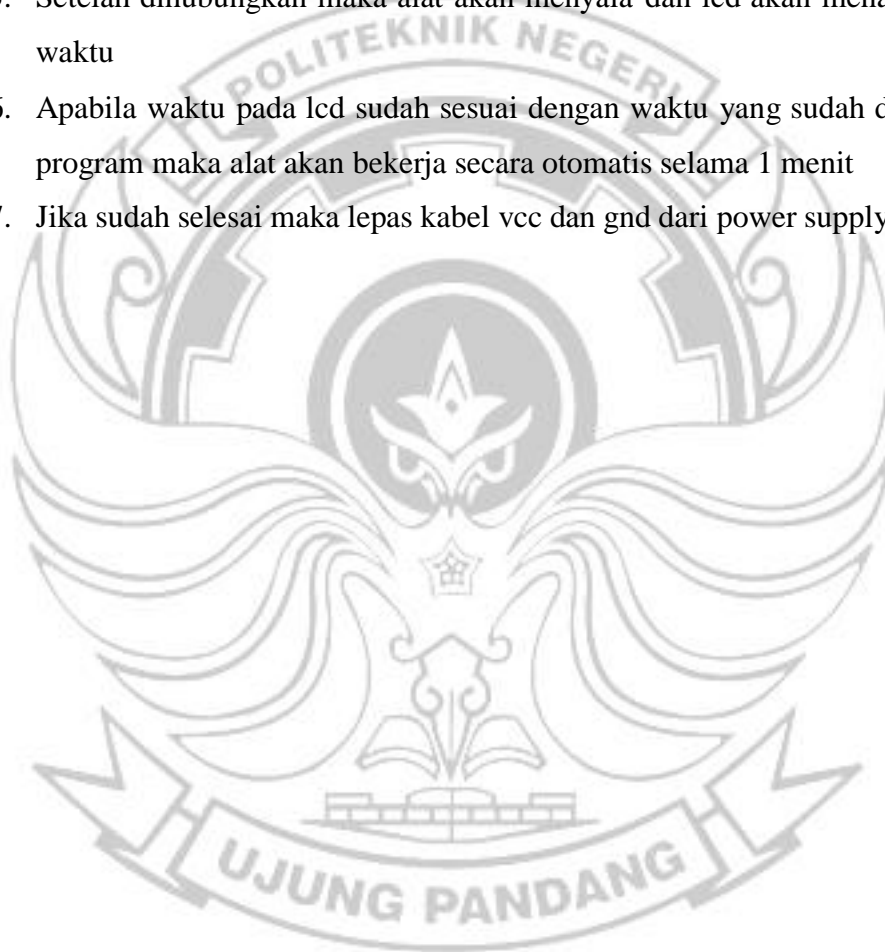 Setelah dihubungkan maka alat akan menyala dan lcd akan
waktu
Apabila waktu pada lcd sudah sesuai dengan waktu yang sudah
program maka alat akan bekerja secara otomatis selama 1 menit
7. Jika sudah selesai maka lepas kabel vcc dan gnd dari power supply
POLITEKNIK NEGERI
UJUNG PANDANG